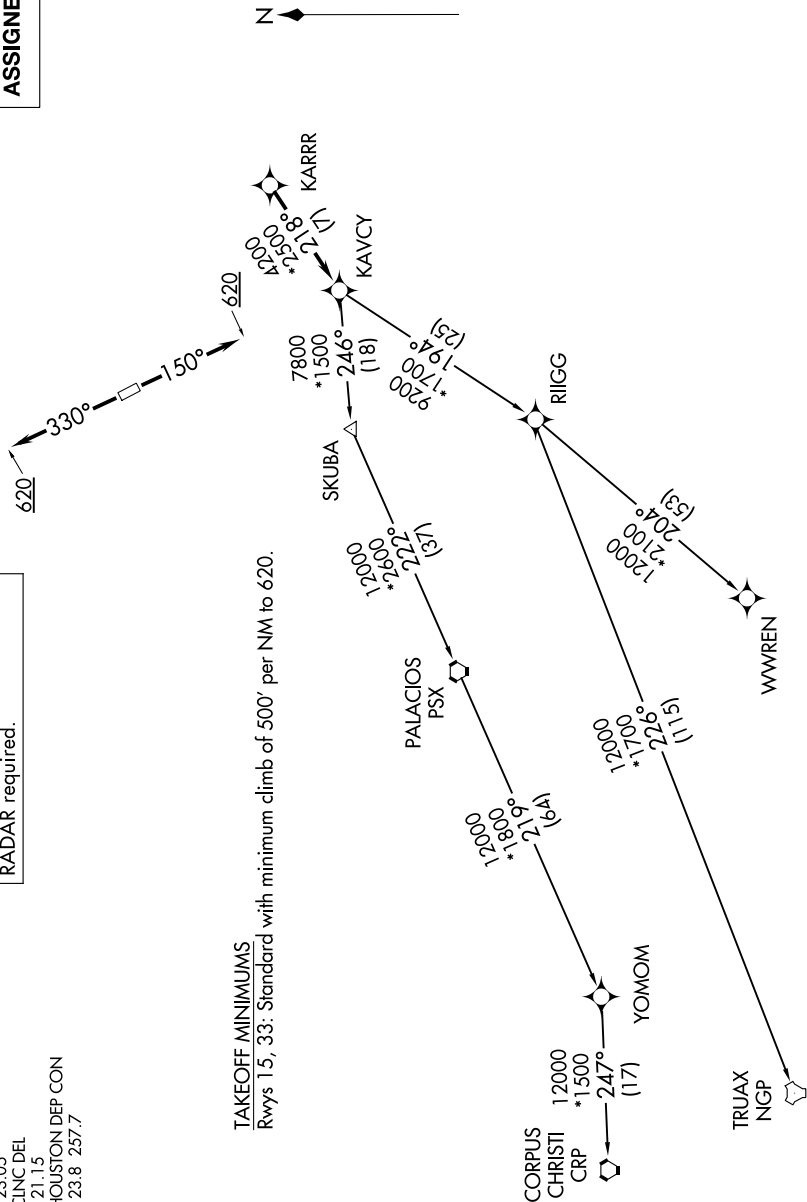 ASSIGNE
N
RADAR required.
23.05
CLNC DEL
21.15
HOUSTON DEP CON
23.8 257.7
TAKEOFF MINIMUMS
Rwys 15, 33: Standard with minimum climb of 500' per NM to 620.
620
330°
150°
620
KARRR
4200
*2500
218°
(7)
KAVCY
7800
*1500
246°
(18)
SKUBA
9200
*1700
194°
(25)
RIIGG
12000
*2600
222°
(37)
PALACIOS
PSX
12000
*2100
204°
(53)
WWREN
12000
*1800
219°
(64)
YOMOM
12000
*1700
226°
(115)
TRUAX
NGP
12000
*1500
247°
(17)
CORPUS
CHRISTI
CRP